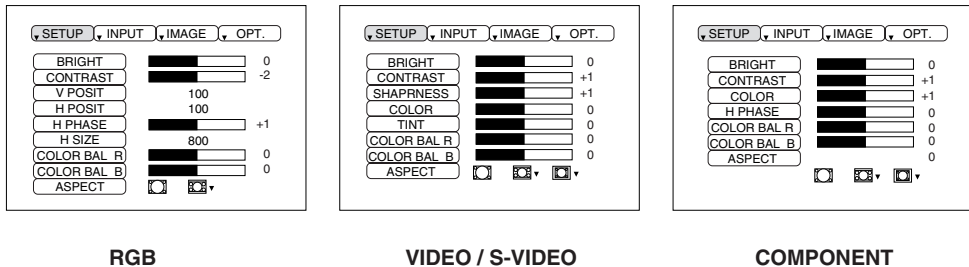 SETUP INPUT IMAGE OPT.
BRIGHT 0
CONTRAST -2
V POSIT 100
H POSIT 100
H PHASE +1
H SIZE 800
COLOR BAL R 0
COLOR BAL B 0
ASPECT
RGB
SETUP INPUT IMAGE OPT.
BRIGHT 0
CONTRAST +1
SHAPRNESS +1
COLOR 0
TINT 0
COLOR BAL R 0
COLOR BAL B 0
ASPECT
VIDEO / S-VIDEO
SETUP INPUT IMAGE OPT.
BRIGHT 0
CONTRAST +1
COLOR +1
H PHASE 0
COLOR BAL R 0
COLOR BAL B 0
ASPECT 0
COMPONENT